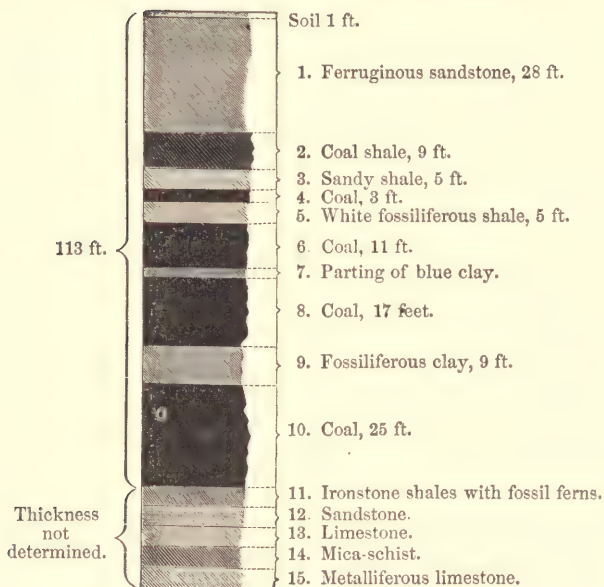 Soil 1 ft.
1. Ferruginous sandstone, 28 ft.
2. Coal shale, 9 ft.
3. Sandy shale, 5 ft.
4. Coal, 3 ft.
5. White fossiliferous shale, 5 ft.
113 ft.
6. Coal, 11 ft.
7. Parting of blue clay.
8. Coal, 17 feet.
9. Fossiliferous clay, 9 ft.
10. Coal, 25 ft.
11. Ironstone shales with fossil ferns.
Thickness
not
determined.
12. Sandstone.
13. Limestone.
14. Mica-schist.
15. Metalliferous limestone.